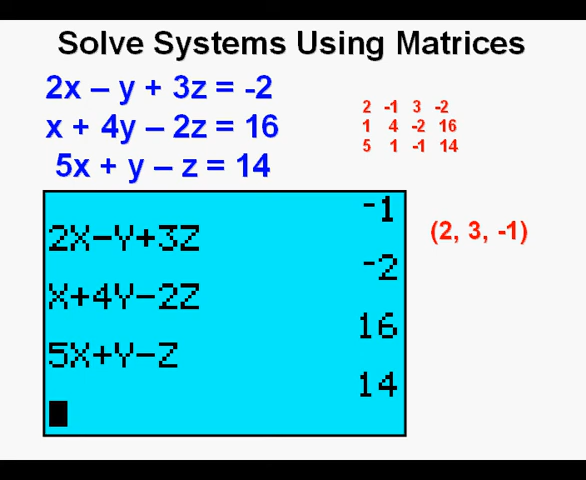 Solve Systems Using Matrices
2x – y + 3z = -2
x + 4y – 2z = 16
5x + y – z = 14
2 -1 3 -2
1 4 -2 16
5 1 -1 14
(2, 3, -1)
-1
2X-Y+3Z
-2
X+4Y-2Z
16
5X+Y-Z
14